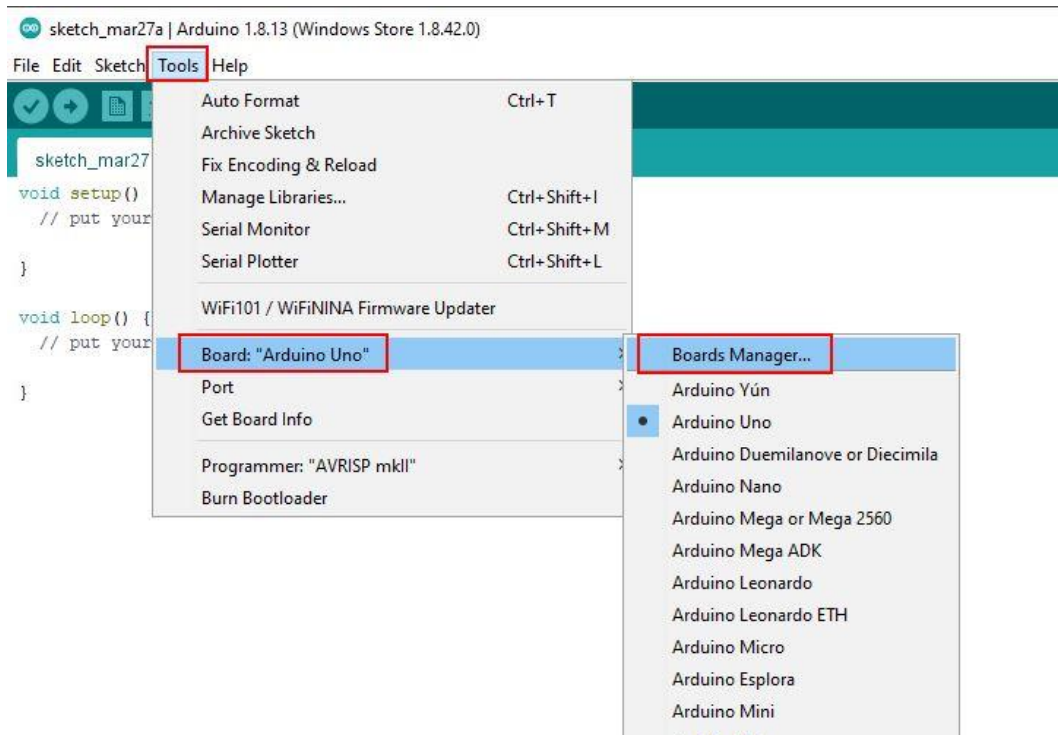 sketch_mar27a | Arduino 1.8.13 (Windows Store 1.8.42.0)
File Edit Sketch Tools Help
Auto Format Ctrl+T
Archive Sketch
sketch_mar27
Fix Encoding & Reload
void setup()
Manage Libraries... Ctrl+Shift+I
// put your
Serial Monitor Ctrl+Shift+M
}
Serial Plotter Ctrl+Shift+L
WiFi101 / WiFiNINA Firmware Updater
void loop() {
// put your
Board: "Arduino Uno"
Boards Manager...
}
Port
Arduino Yún
Get Board Info
Arduino Uno
Arduino Duemilanove or Diecimila
Programmer: "AVRISP mkII"
Arduino Nano
Burn Bootloader
Arduino Mega or Mega 2560
Arduino Mega ADK
Arduino Leonardo
Arduino Leonardo ETH
Arduino Micro
Arduino Esplora
Arduino Mini